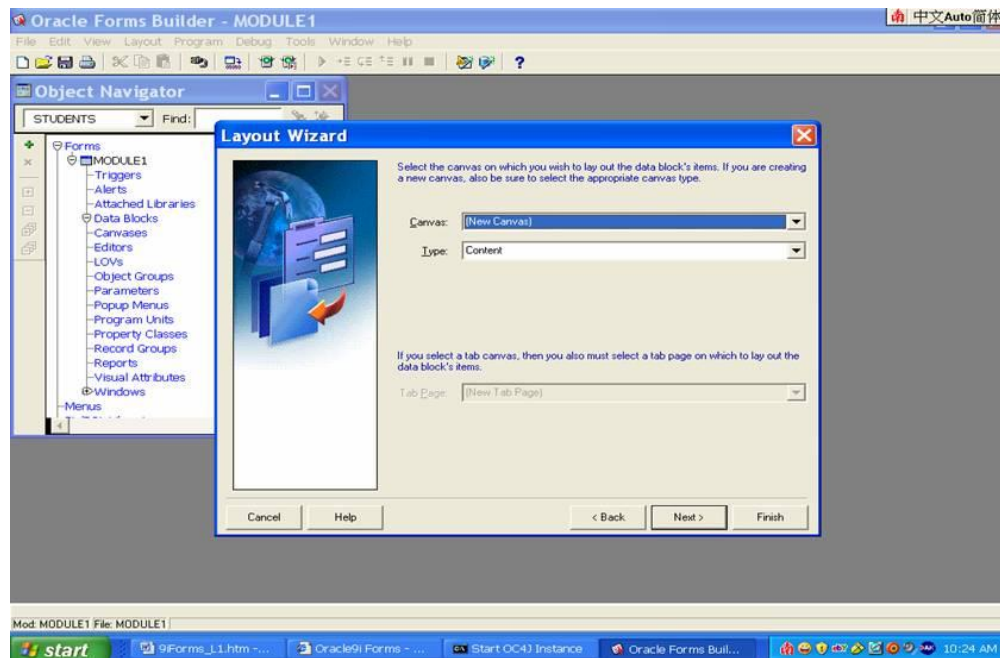 Oracle Forms Builder - MODULE1
中文Auto简体
File Edit View Layout Program Debug Tools Window Help
Object Navigator
STUDENTS Find:
Forms
MODULE1
Triggers
Alerts
Attached Libraries
Data Blocks
Canvases
Editors
LOVs
Object Groups
Parameters
Popup Menus
Program Units
Property Classes
Record Groups
Reports
Visual Attributes
Windows
Menus
Layout Wizard
Select the canvas on which you wish to lay out the data block's items. If you are creating
a new canvas, also be sure to select the appropriate canvas type.
Canvas: (New Canvas)
Type: Content
If you select a tab canvas, then you also must select a tab page on which to lay out the
data block's items.
Tab Page: (New Tab Page)
Cancel Help < Back Next > Finish
Mod: MODULE1 File: MODULE1
start 9iForms_L1.htm -... Oracle9i Forms - ... Start OC4J Instance Oracle Forms Buil... 10:24 AM